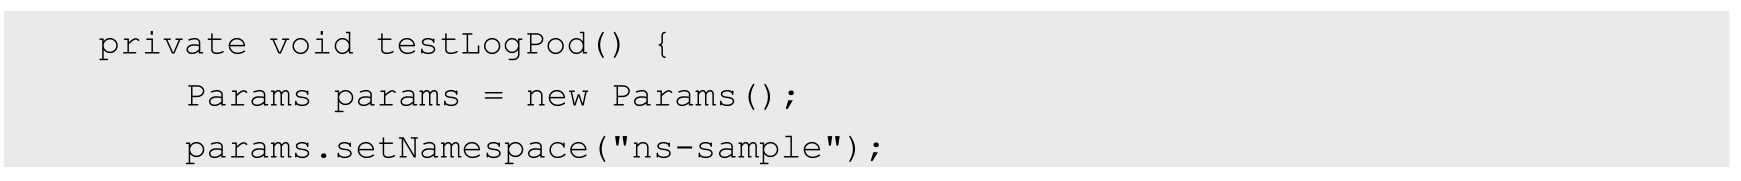 private void testLogPod() {
Params params = new Params();
params.setNamespace("ns-sample");